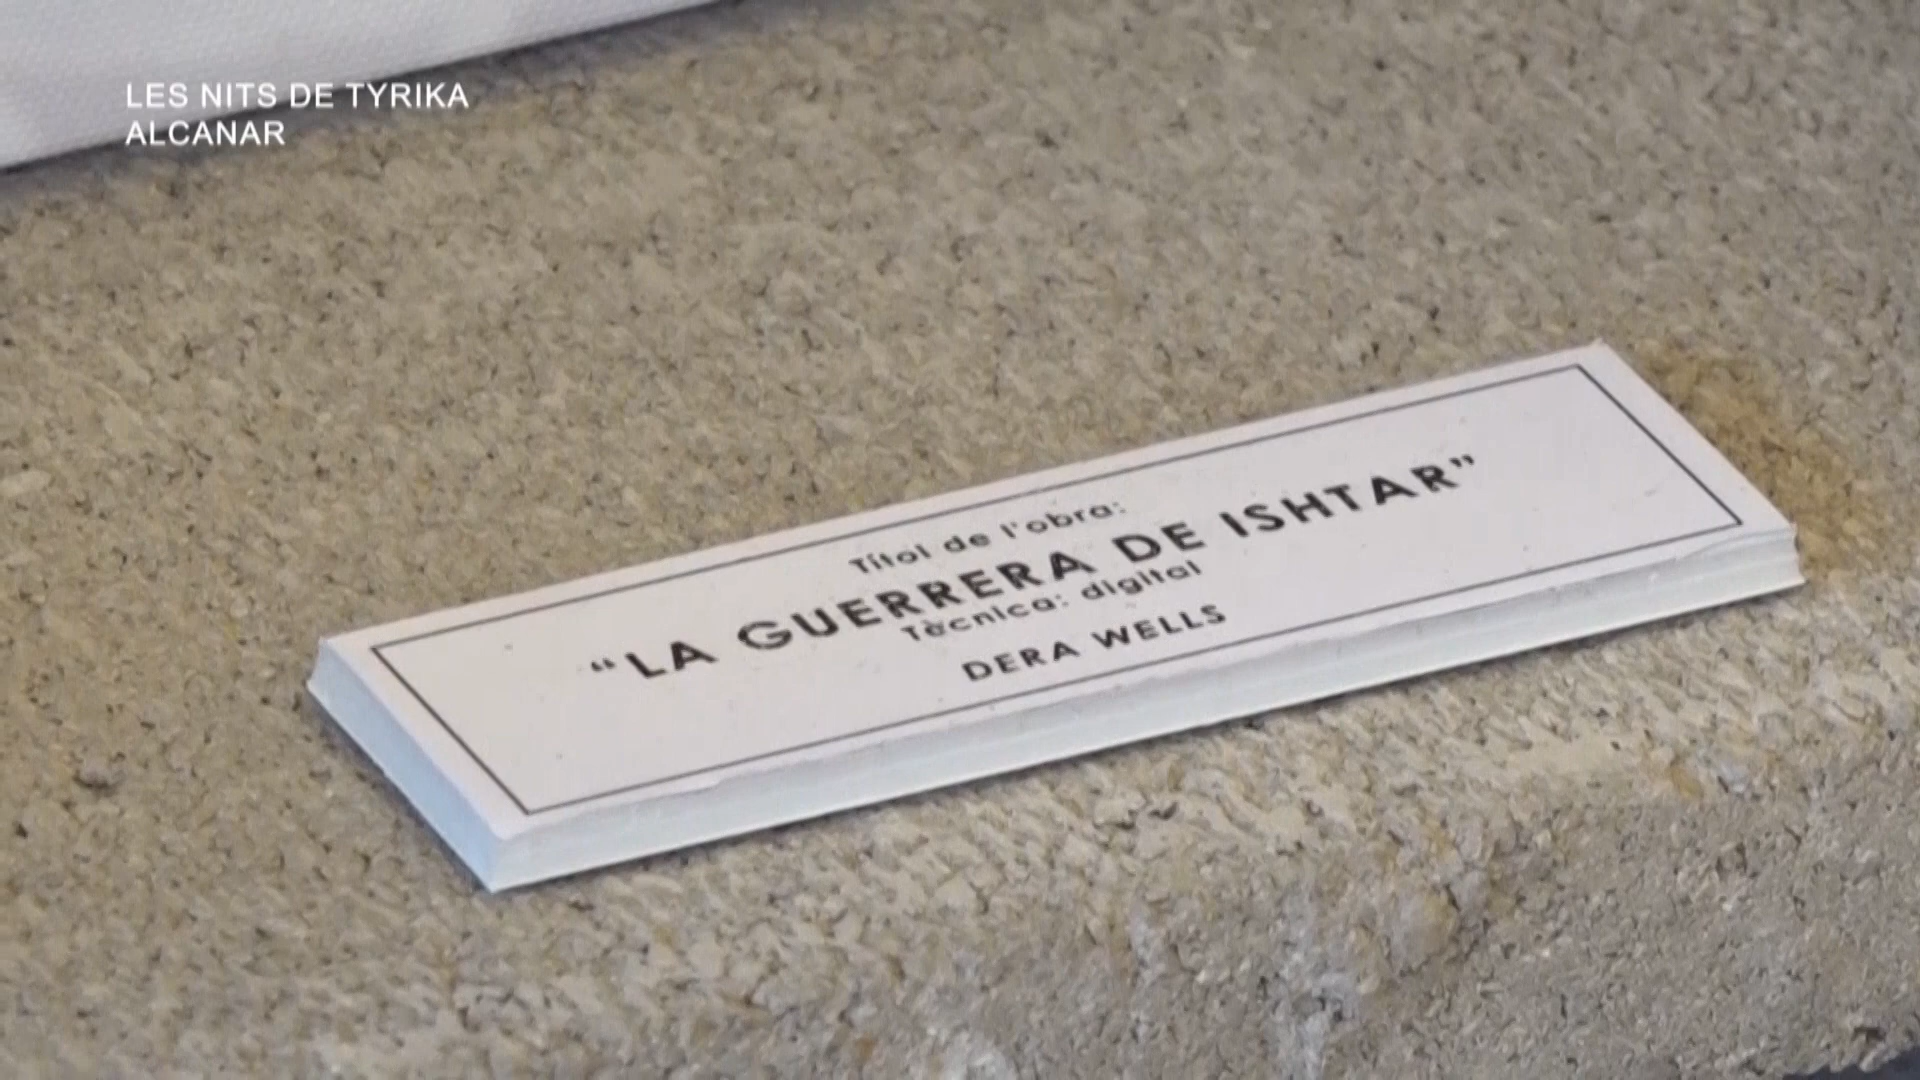 LES NITS DE TYRIKA
ALCANAR
Títol de l'obra:
“LA GUERRERA DE ISHTAR”
Tècnica: digital
DERA WELLS